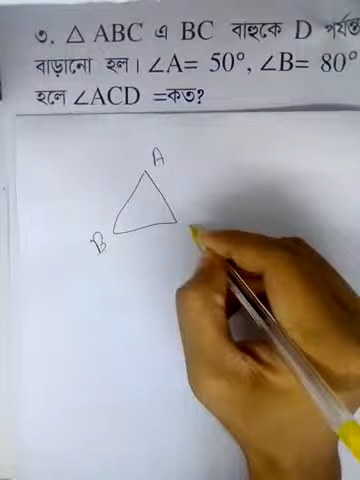 ৩. △ ABC এ BC বাহুকে D পর্যন্ত
বাড়ানো হল। ∠A= 50°, ∠B= 80°
হলে ∠ACD =কত?
A
B